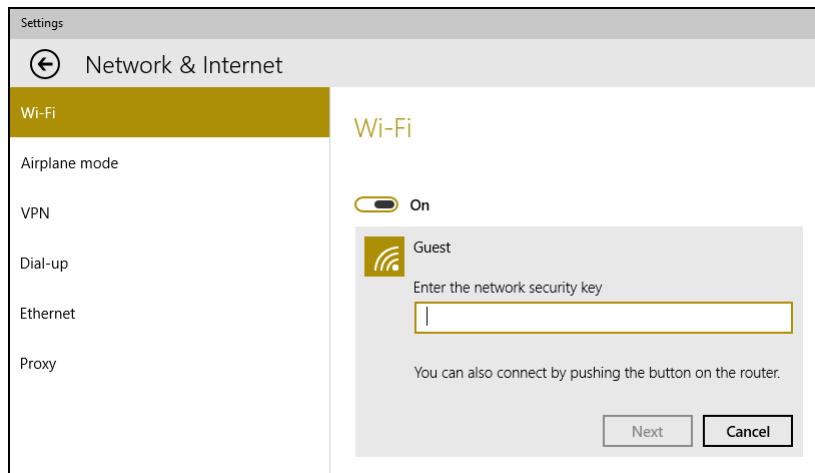 Settings
Network & Internet
Wi-Fi
Airplane mode
VPN
Dial-up
Ethernet
Proxy
Wi-Fi
On
Guest
Enter the network security key
You can also connect by pushing the button on the router.
Next
Cancel